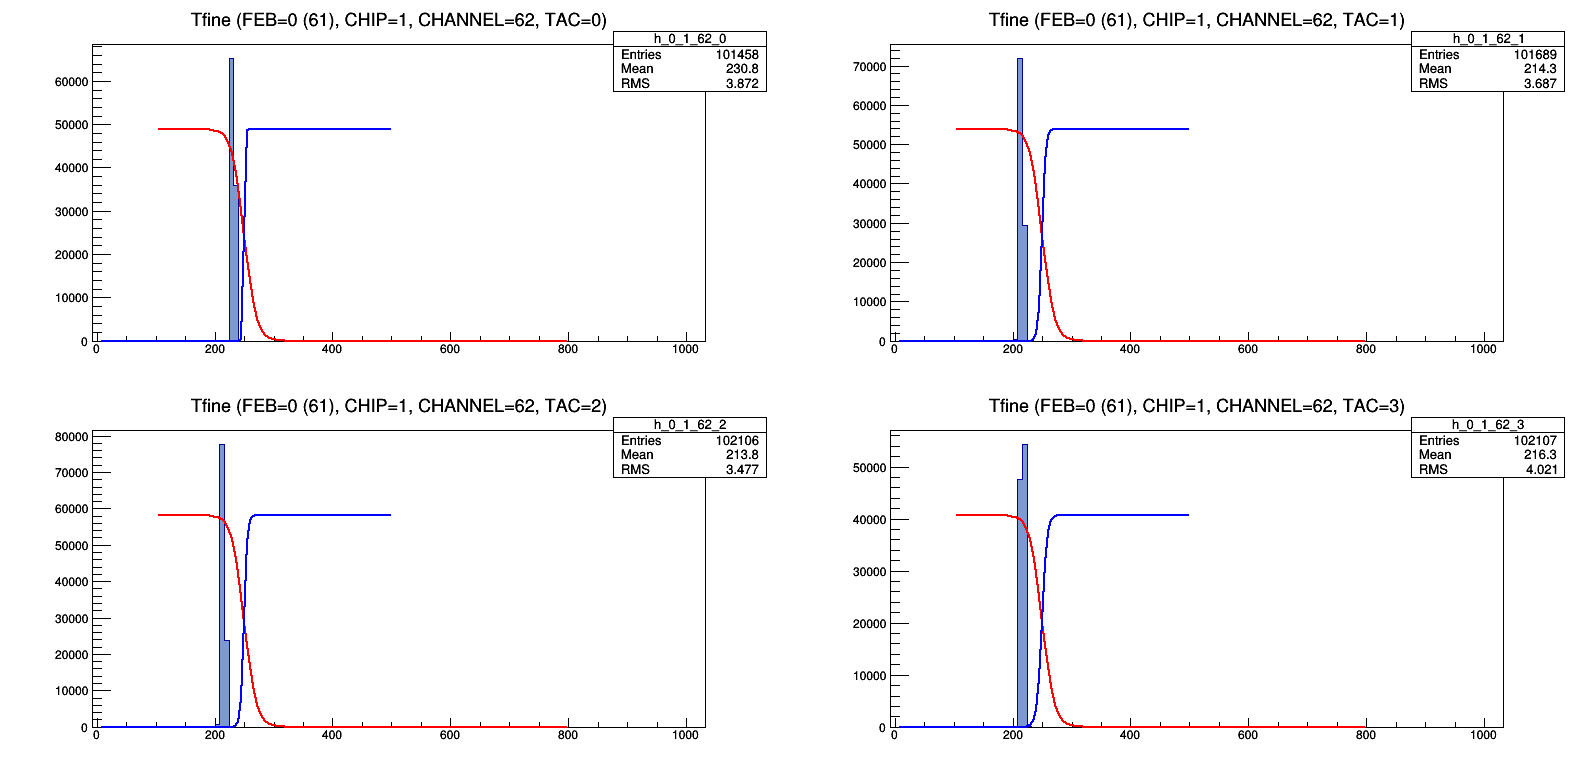 Tfine (FEB=0 (61), CHIP=1, CHANNEL=62, TAC=0)
h_0_1_62_0
Entries 101458
Mean 230.8
RMS 3.872
60000
50000
40000
30000
20000
10000
0
0 200 400 600 800 1000
Tfine (FEB=0 (61), CHIP=1, CHANNEL=62, TAC=1)
h_0_1_62_1
Entries 101689
Mean 214.3
RMS 3.687
70000
60000
50000
40000
30000
20000
10000
0
0 200 400 600 800 1000
Tfine (FEB=0 (61), CHIP=1, CHANNEL=62, TAC=2)
h_0_1_62_2
Entries 102106
Mean 213.8
RMS 3.477
80000
70000
60000
50000
40000
30000
20000
10000
0
0 200 400 600 800 1000
Tfine (FEB=0 (61), CHIP=1, CHANNEL=62, TAC=3)
h_0_1_62_3
Entries 102107
Mean 216.3
RMS 4.021
50000
40000
30000
20000
10000
0
0 200 400 600 800 1000